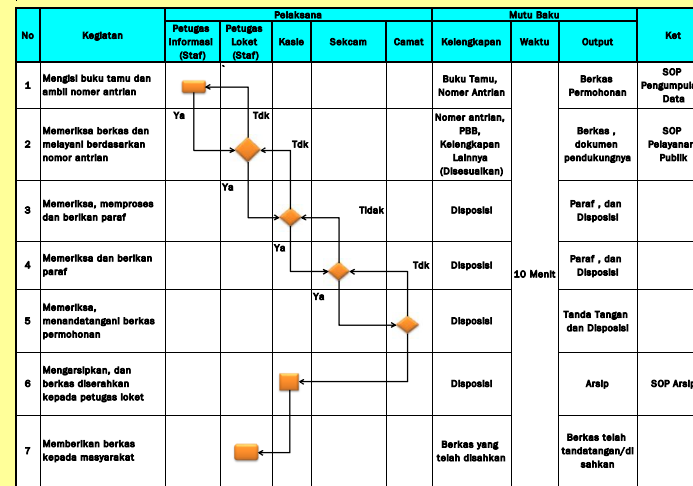 Pelaksana
Mutu Baku
No
Kegiatan
Petugas
Informasi
(Staf)
Petugas
Loket
(Staf)
Kasie
Sekcam
Camat
Kelengkapan
Waktu
Output
Ket
1
Mengisi buku tamu dan
ambil nomer antrian
Buku Tamu,
Nomer Antrian
Berkas
Permohonan
SOP
Pengumpula
Data
Ya
Tdk
2
Memeriksa berkas dan
melayani berdasarkan
nomor antrian
Tdk
Nomer antrian,
PBB,
Kelengkapan
Lainnya
(Disesuaikan)
Berkas ,
dokumen
pendukungnya
SOP
Pelayanan
Publik
Ya
3
Memeriksa, memproses
dan berikan paraf
Tidak
Disposisi
Paraf , dan
Disposisi
Ya
4
Memeriksa dan berikan
paraf
Tdk
Disposisi
10 Menit
Paraf , dan
Disposisi
Ya
5
Memeriksa,
menandatangani berkas
permohonan
Disposisi
Tanda Tangan
dan Disposisi
6
Mengarsipkan, dan
berkas diserahkan
kepada petugas loket
Disposisi
Arsip
SOP Arsip
7
Memberikan berkas
kepada masyarakat
Berkas yang
telah disahkan
Berkas telah
tandatangan/di
sahkan